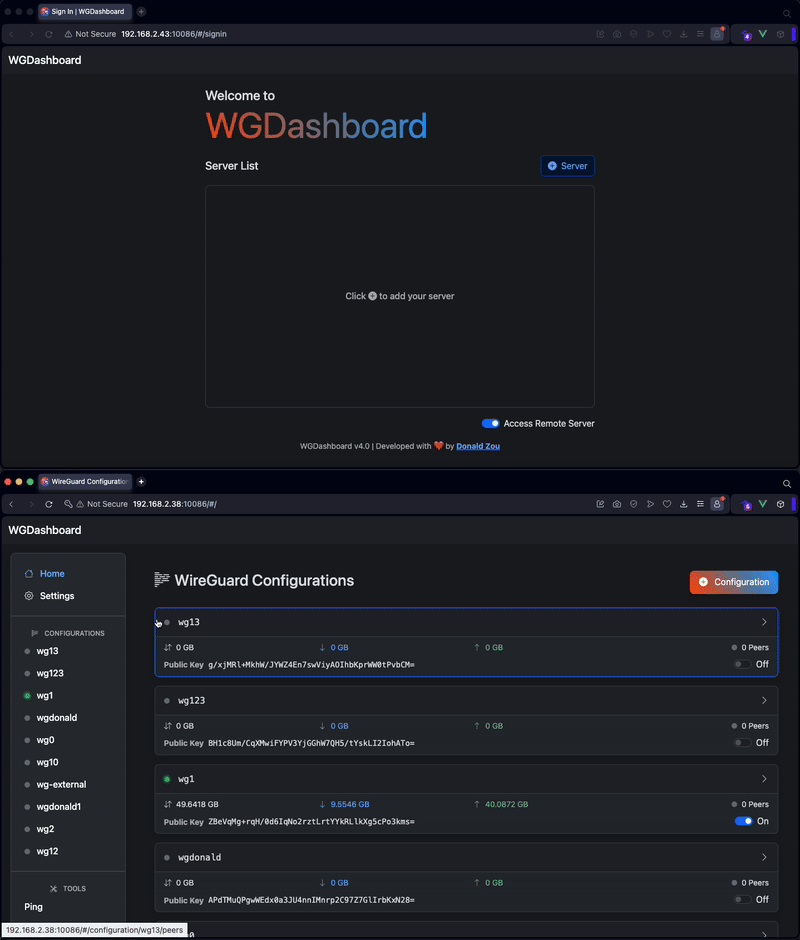 Sign In | WGDashboard
Not Secure 192.168.2.43:10086/#/signin
WGDashboard
Welcome to
WGDashboard
Server List
Server
Click to add your server
Access Remote Server
WGDashboard v4.0 | Developed with ❤️ by Donald Zou
WireGuard Configuration
Not Secure 192.168.2.38:10086/#/
WGDashboard
Home
Settings
CONFIGURATIONS
wg13
wg123
wg1
wgdonald
wg0
wg10
wg-external
wgdonald1
wg2
wg12
TOOLS
Ping
WireGuard Configurations
Configuration
wg13
0 GB ↓ 0 GB ↑ 0 GB 0 Peers
Public Key g/xjMRl+MkhW/JYWZ4En7swViyAOIhbKprWW0tPvbCM= Off
wg123
0 GB ↓ 0 GB ↑ 0 GB 0 Peers
Public Key BH1c8Um/CqXMwiFYPV3YjGGhW7QH5/tYskLI2IohATo= Off
wg1
49.6418 GB ↓ 9.5546 GB ↑ 40.0872 GB 0 Peers
Public Key ZBeVqMg+rqH/0d6IqNo2rztLrtYYkRLlkXg5cPo3kms= On
wgdonald
0 GB ↓ 0 GB ↑ 0 GB 0 Peers
Public Key APdTMuQPgwWEdx0a3JU4nnIMnrp2C97Z7GlIrbKxN28= Off
192.168.2.38:10086/#/configuration/wg13/peers